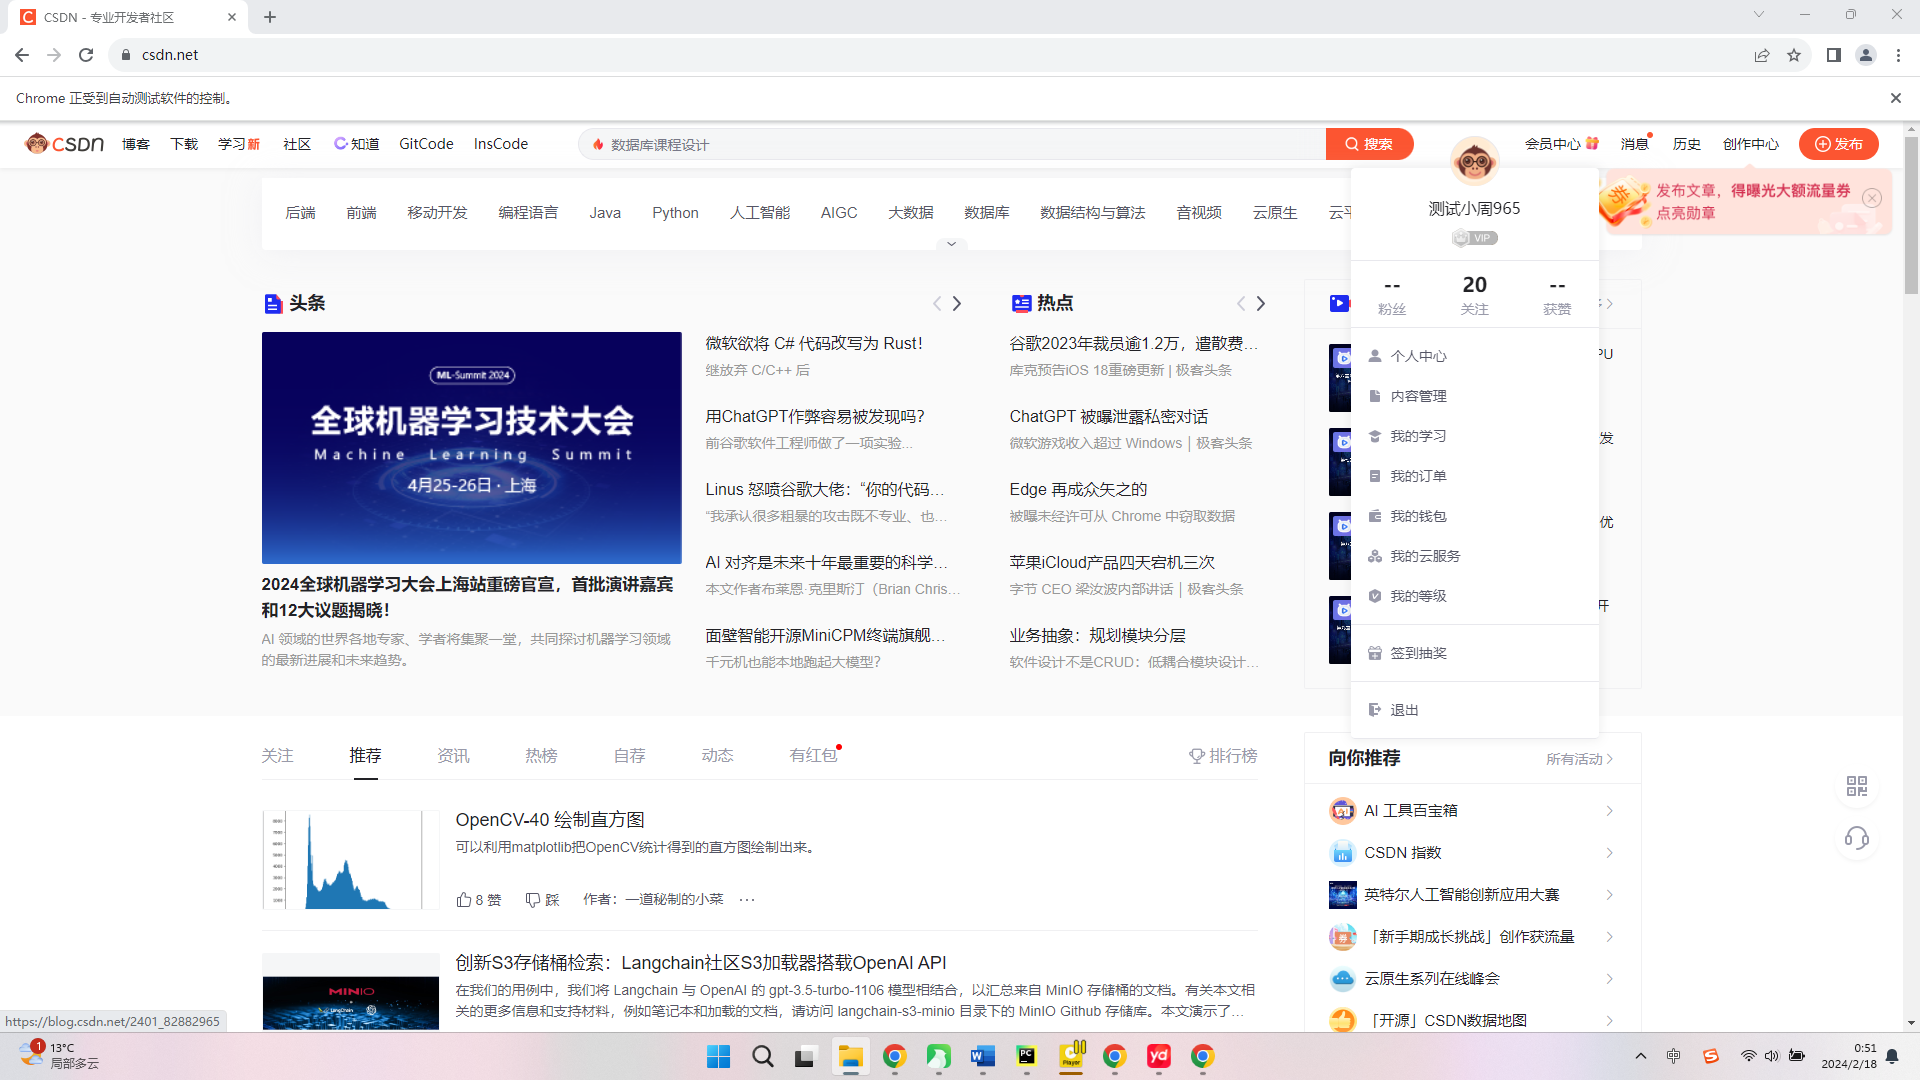 CSDN - 专业开发者社区
csdn.net
Chrome 正受到自动测试软件的控制。
CSDN 博客 下载 学习新 社区 知道 GitCode InsCode 数据库课程设计 搜索 会员中心 消息 历史 创作中心 发布
发布文章，得曝光大额流量券
点亮勋章
后端 前端 移动开发 编程语言 Java Python 人工智能 AIGC 大数据 数据库 数据结构与算法 音视频 云原生 云平
测试小周965
VIP
-- 20 --
粉丝 关注 获赞
个人中心
内容管理
我的学习
我的订单
我的钱包
我的云服务
我的等级
签到抽奖
退出
头条
ML-Summit 2024
全球机器学习技术大会
Machine Learning Summit
4月25-26日 · 上海
2024全球机器学习大会上海站重磅官宣，首批演讲嘉宾
和12大议题揭晓！
AI 领域的世界各地专家、学者将集聚一堂，共同探讨机器学习领域
的最新进展和未来趋势。
微软欲将 C# 代码改写为 Rust！
继放弃 C/C++ 后
用ChatGPT作弊容易被发现吗？
前谷歌软件工程师做了一项实验...
Linus 怒喷谷歌大佬：“你的代码...
“我承认很多粗暴的攻击既不专业、也...
AI 对齐是未来十年最重要的科学...
本文作者布莱恩·克里斯汀（Brian Chris...
面壁智能开源MiniCPM终端旗舰...
千元机也能本地跑起大模型？
热点
谷歌2023年裁员逾1.2万，遣散费...
库克预告iOS 18重磅更新 | 极客头条
ChatGPT 被曝泄露私密对话
微软游戏收入超过 Windows｜极客头条
Edge 再成众矢之的
被曝未经许可从 Chrome 中窃取数据
苹果iCloud产品四天宕机三次
字节 CEO 梁汝波内部讲话｜极客头条
业务抽象：规划模块分层
软件设计不是CRUD：低耦合模块设计...
PU
发
优
开
关注 推荐 资讯 热榜 自荐 动态 有红包 排行榜
OpenCV-40 绘制直方图
可以利用matplotlib把OpenCV统计得到的直方图绘制出来。
8 赞 踩 作者：一道秘制的小菜 ...
创新S3存储桶检索：Langchain社区S3加载器搭载OpenAI API
MINIO
LangChain
在我们的用例中，我们将 Langchain 与 OpenAI 的 gpt-3.5-turbo-1106 模型相结合，以汇总来自 MinIO 存储桶的文档。有关本文相
关的更多信息和支持材料，例如笔记本和加载的文档，请访问 langchain-s3-minio 目录下的 MinIO Github 存储库。本文演示了...
向你推荐 所有活动
AI 工具百宝箱
CSDN 指数
英特尔人工智能创新应用大赛
「新手期成长挑战」创作获流量
云原生系列在线峰会
「开源」CSDN数据地图
https://blog.csdn.net/2401_82882965
1
13°C
局部多云
中
0:51
2024/2/18